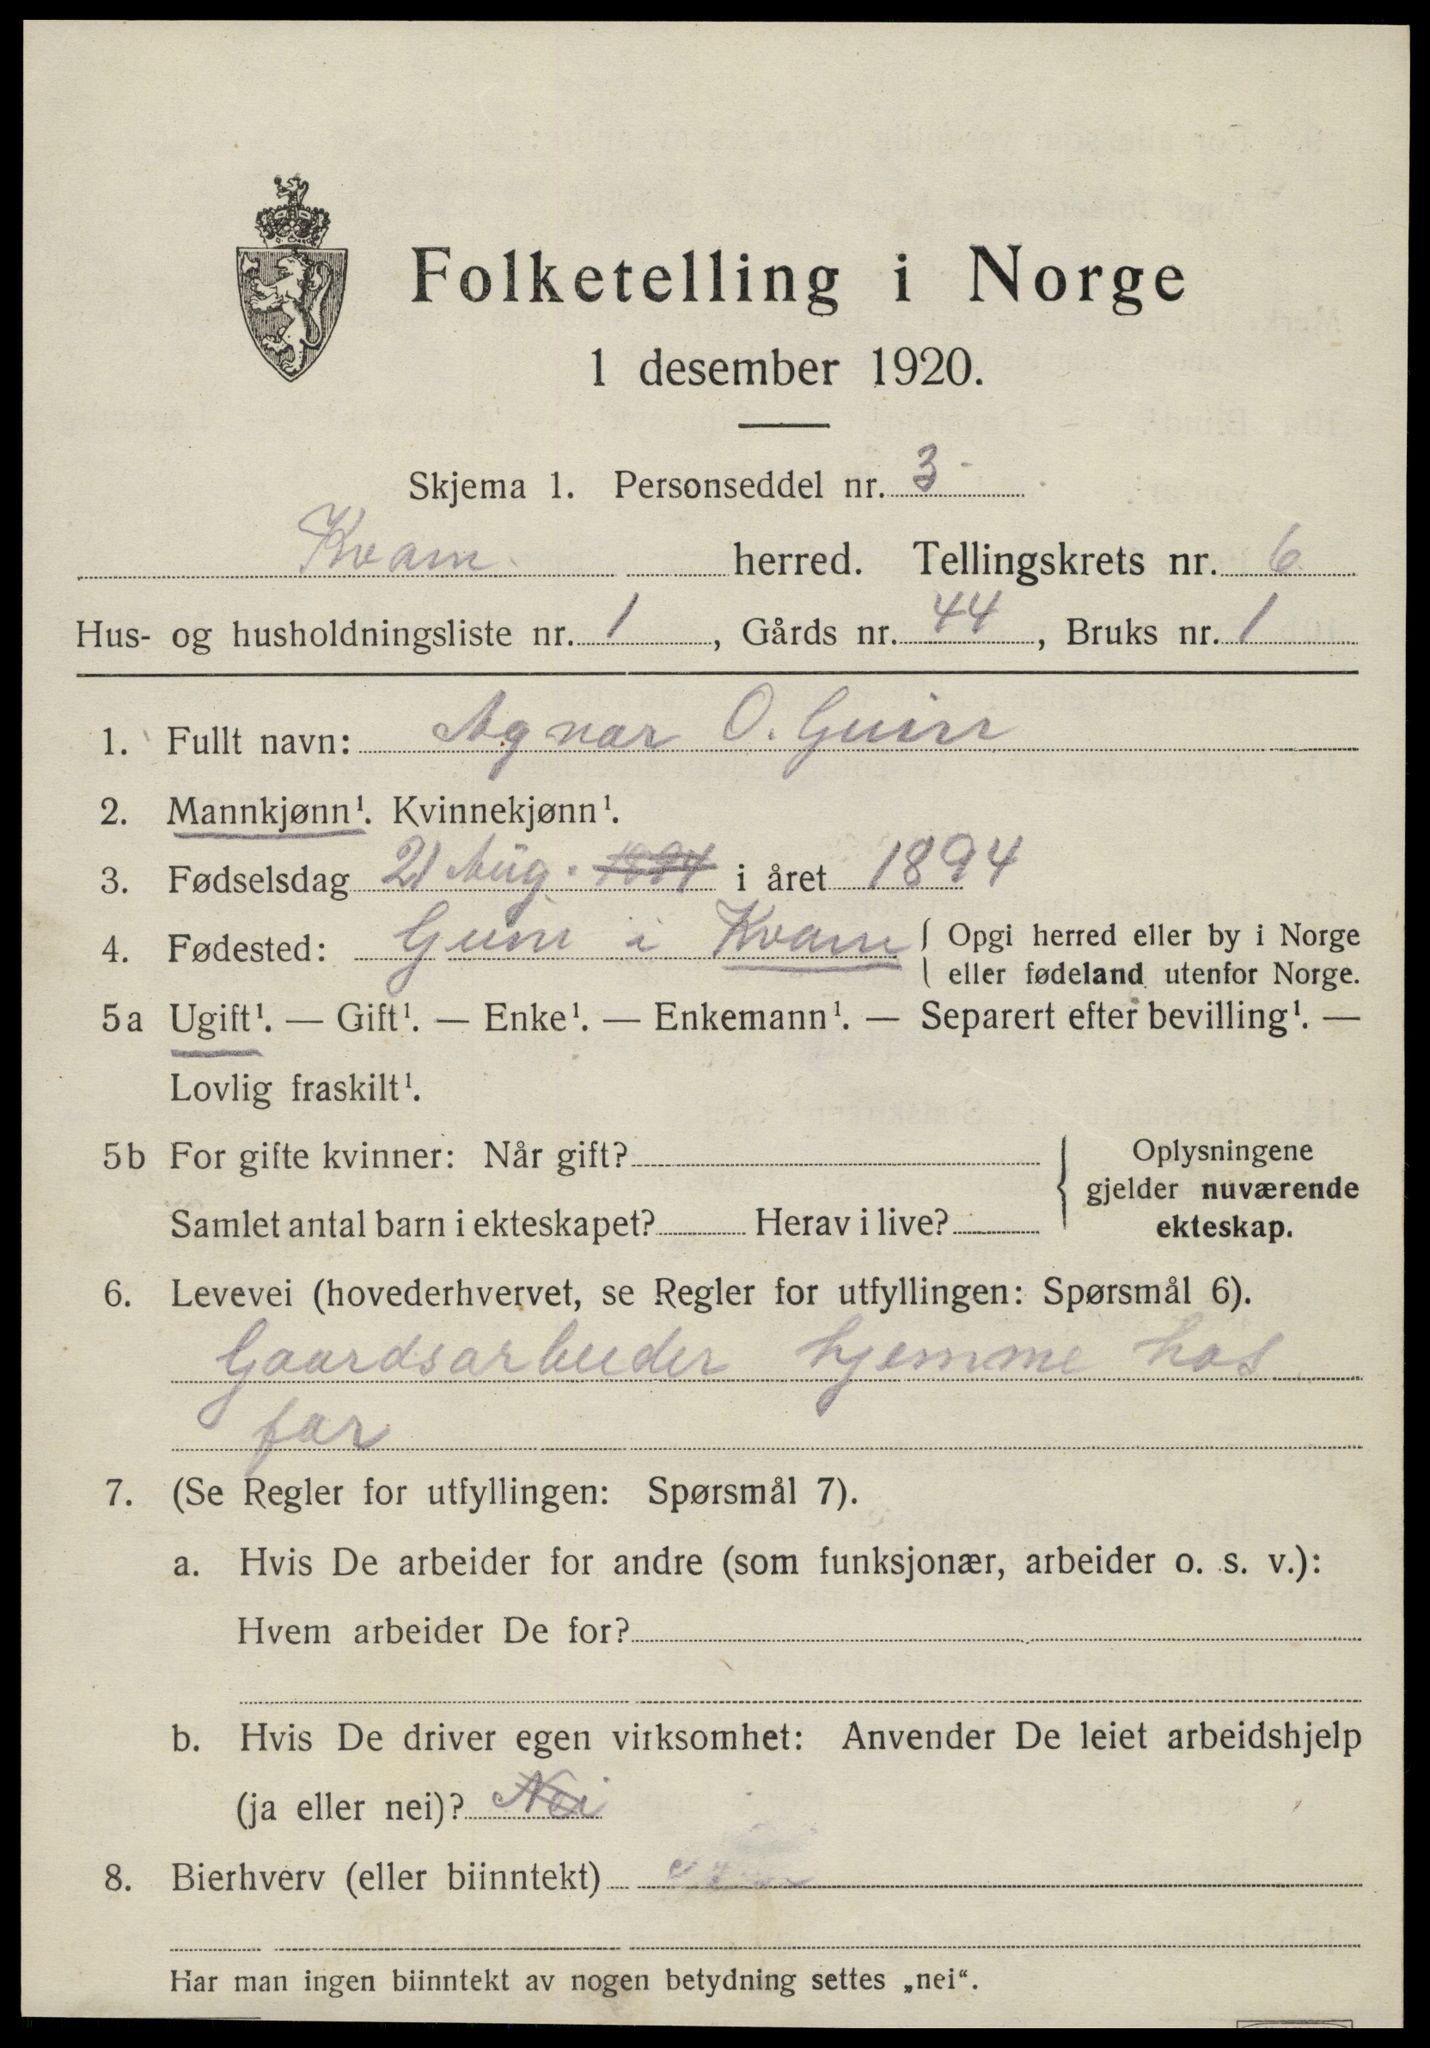 Folketelling i Norge
1 desember 1920.
Skjema 1. Personseddel nr. 3
Kvam herred. Tellingskrets nr. 6
Hus- og husholdningsliste nr. 1, Gårds nr. 44, Bruks nr. 1
1. Fullt navn: Agnar O. Guin
2. Mannkjønn¹. Kvinnekjønn¹.
3. Fødselsdag 21 Aug. 1894 i året 1894
4. Fødested: Guin i Kvam { Opgi herred eller by i Norge
eller fødeland utenfor Norge.
5a Ugift¹. — Gift¹. — Enke¹. — Enkemann¹. — Separert efter bevilling¹. —
Lovlig fraskilt¹.
5b For gifte kvinner: Når gift? 
Samlet antal barn i ekteskapet? Herav i live?
Oplysningene
gjelder nuværende
ekteskap.
6. Levevei (hovederhvervet, se Regler for utfyllingen: Spørsmål 6).
Gaardsarbeider hjemme hos
far
7. (Se Regler for utfyllingen: Spørsmål 7).
a. Hvis De arbeider for andre (som funksjonær, arbeider o. s. v.):
Hvem arbeider De for?
b. Hvis De driver egen virksomhet: Anvender De leiet arbeidshjelp
(ja eller nei)? Nei
8. Bierhverv (eller biinntekt)
Har man ingen biinntekt av nogen betydning settes „nei“.